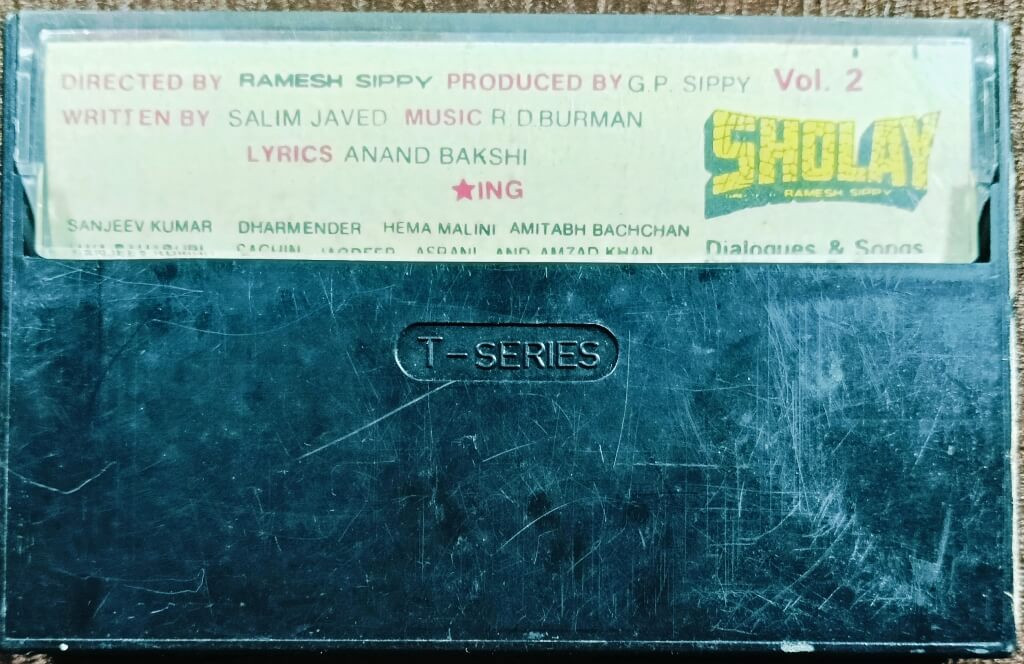 DIRECTED BY RAMESH SIPPY PRODUCED BY G.P. SIPPY Vol. 2
WRITTEN BY SALIM JAVED MUSIC R.D.BURMAN
LYRICS ANAND BAKSHI
★ING
SHOLAY
RAMESH SIPPY
SANJEEV KUMAR DHARMENDER HEMA MALINI AMITABH BACHCHAN
SACHIN JAGDEEP ASRANI AND AMZAD KHAN
Dialogues & Songs
T-SERIES